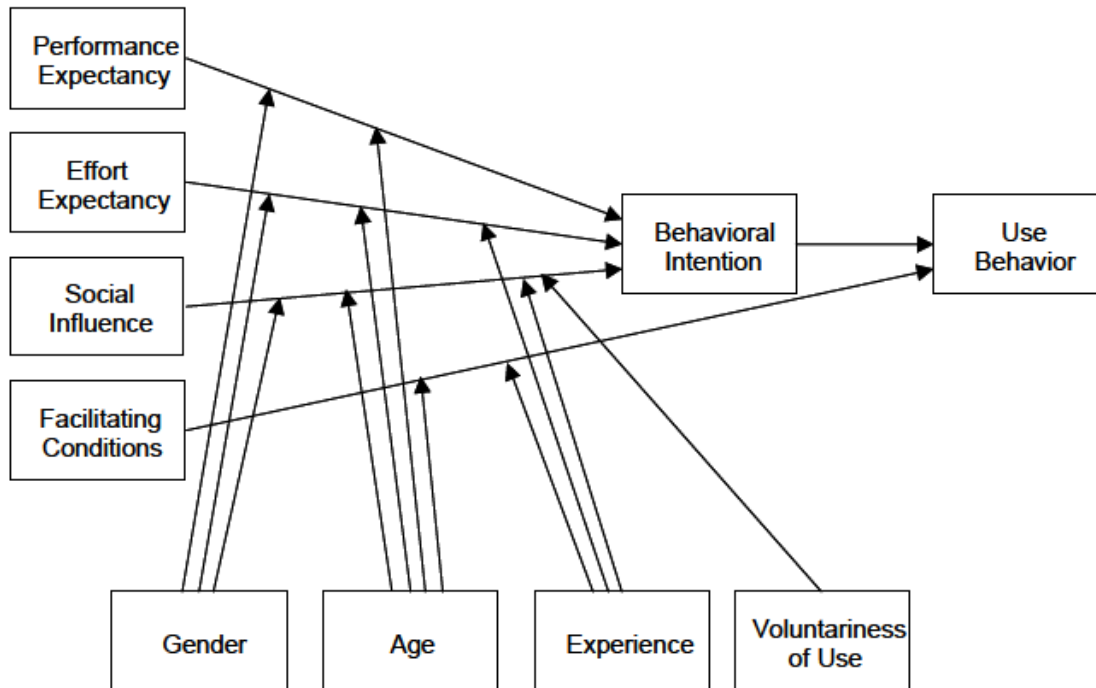 Performance
Expectancy
Effort
Expectancy
Social
Influence
Facilitating
Conditions
Behavioral
Intention
Use
Behavior
Gender
Age
Experience
Voluntariness
of Use